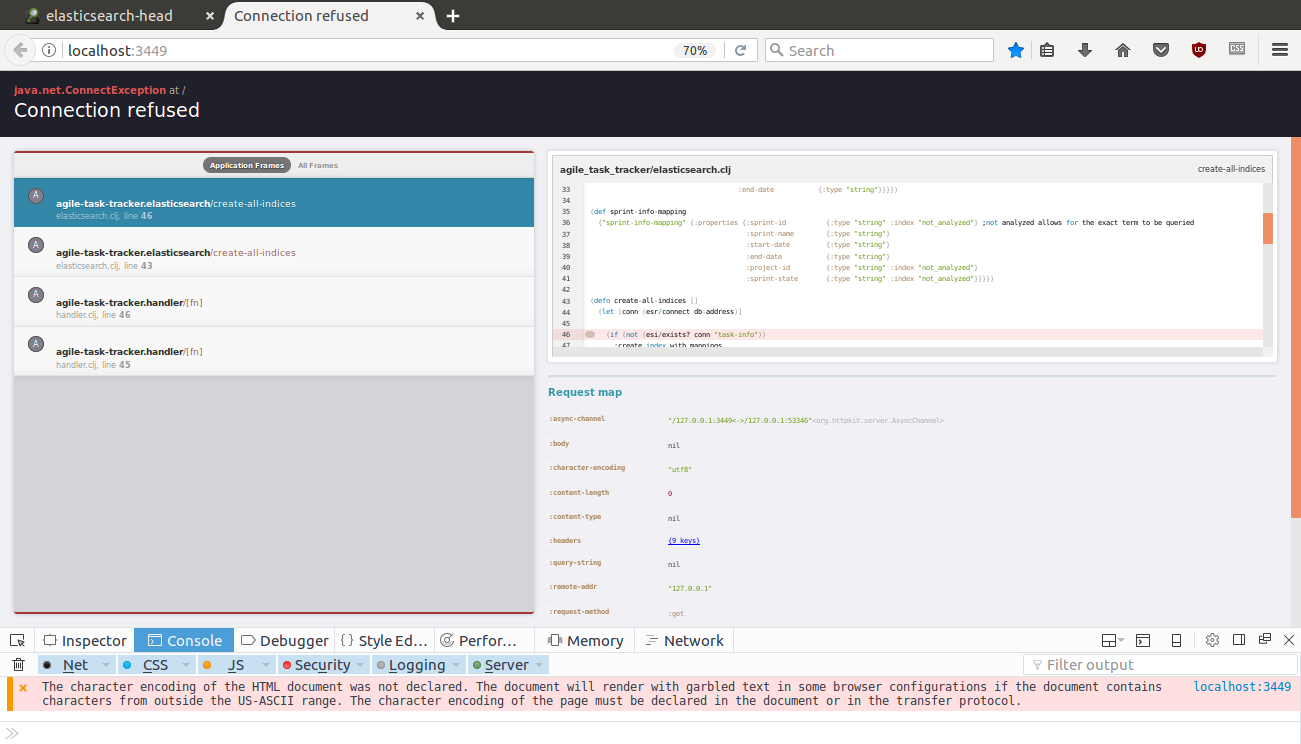 elasticsearch-head × Connection refused × +
localhost:3449 70% Search
java.net.ConnectException at /
Connection refused
Application Frames All Frames
A agile-task-tracker.elasticsearch/create-all-indices
elasticsearch.clj, line 46
A agile-task-tracker.elasticsearch/create-all-indices
elasticsearch.clj, line 43
A agile-task-tracker.handler/[fn]
handler.clj, line 46
A agile-task-tracker.handler/[fn]
handler.clj, line 45
agile_task_tracker/elasticsearch.clj create-all-indices
33 :end-date {:type "string"}}}})
34
35 (def sprint-info-mapping
36 {"sprint-info-mapping" {:properties {:sprint-id {:type "string" :index "not_analyzed"} ;not analyzed allows for the exact term to be queried
37 :sprint-name {:type "string"}
38 :start-date {:type "string"}
39 :end-date {:type "string"}
40 :project-id {:type "string" :index "not_analyzed"}
41 :sprint-state {:type "string" :index "not_analyzed"}}}})
42
43 (defn create-all-indices []
44 (let [conn (esr/connect db-address)]
45
46 (if (not (esi/exists? conn "task-info"))
47 ;create index with mappings
Request map
:async-channel "/127.0.0.1:3449<->/127.0.0.1:53346"<org.httpkit.server.AsyncChannel>
:body nil
:character-encoding "utf8"
:content-length 0
:content-type nil
:headers {9 keys}
:query-string nil
:remote-addr "127.0.0.1"
:request-method :get
Inspector Console Debugger {} Style Ed... Perfor... Memory Network
Net CSS JS Security Logging Server Filter output
The character encoding of the HTML document was not declared. The document will render with garbled text in some browser configurations if the document contains localhost:3449
characters from outside the US-ASCII range. The character encoding of the page must be declared in the document or in the transfer protocol.